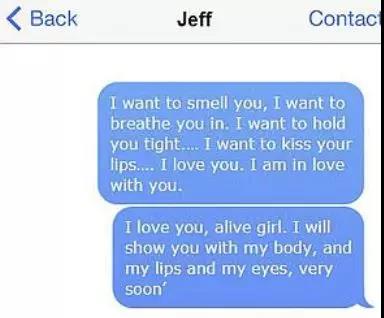 Back Jeff Contac
I want to smell you, I want to
breathe you in. I want to hold
you tight.... I want to kiss your
lips.... I love you. I am in love
with you.
I love you, alive girl. I will
show you with my body, and
my lips and my eyes, very
soon'